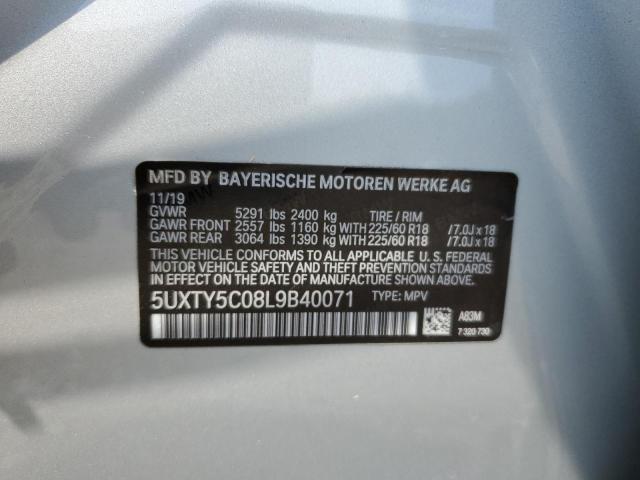 MFD BY BAYERISCHE MOTOREN WERKE AG
11/19
GVWR 5291 lbs 2400 kg TIRE / RIM
GAWR FRONT 2557 lbs 1160 kg WITH 225/60 R18 /7.0J x 18
GAWR REAR 3064 lbs 1390 kg WITH 225/60 R18 /7.0J x 18
THIS VEHICLE CONFORMS TO ALL APPLICABLE U. S. FEDERAL
MOTOR VEHICLE SAFETY AND THEFT PREVENTION STANDARDS
IN EFFECT ON THE DATE OF MANUFACTURE SHOWN ABOVE.
5UXTY5C08L9B40071 TYPE: MPV
A83M
7 320 730